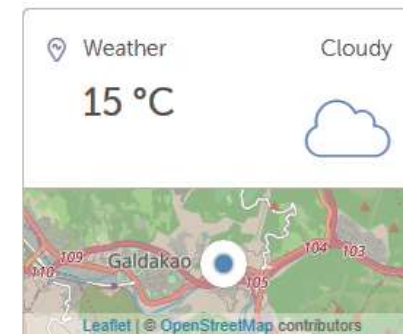 Weather Cloudy
15 °C
104 103
109 Galdakao
110 105
Leaflet | © OpenStreetMap contributors